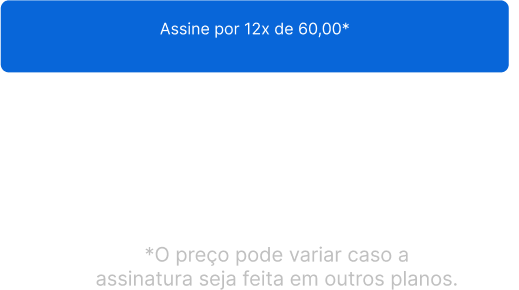 Assine por 12x de 60,00*
*O preço pode variar caso a
assinatura seja feita em outros planos.